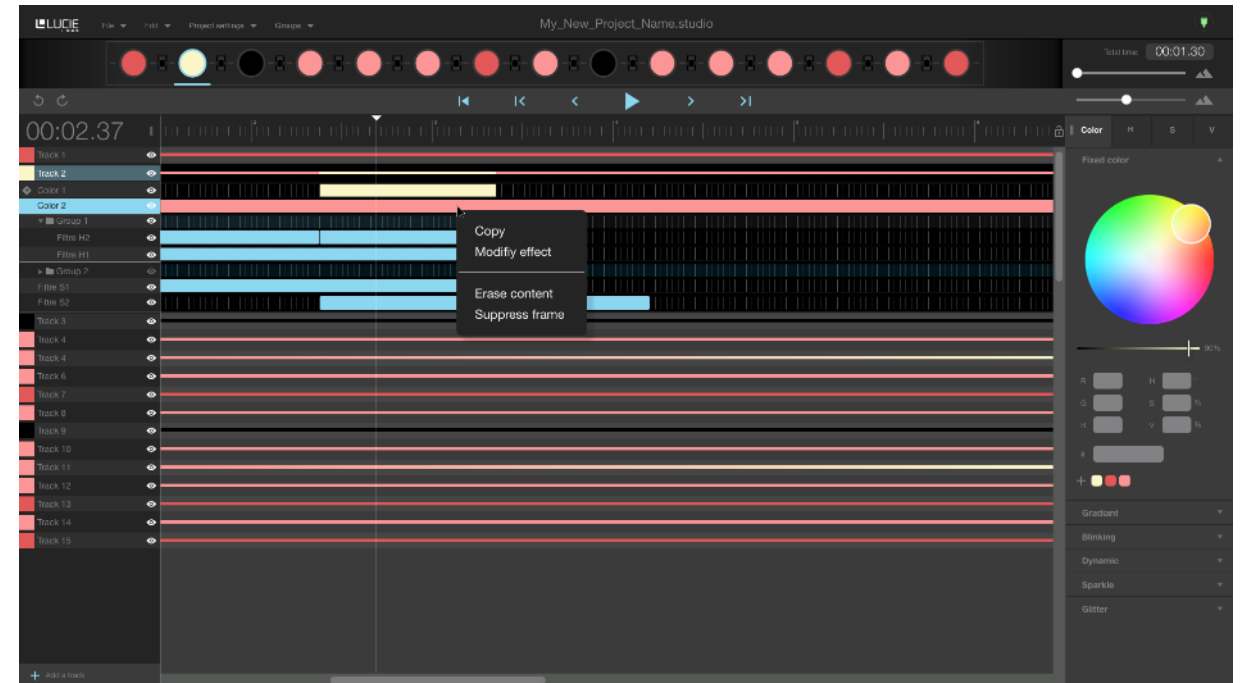 LUCIE
File
Edit
Project settings
Groups
My_New_Project_Name.studio
Total time
00:01.30
00:02.37
Color
H
S
V
Track 1
Track 2
Color 1
Color 2
Group 1
Filtre H2
Filtre H1
Group 2
Filtre S1
Filtre S2
Track 3
Track 4
Track 4
Track 6
Track 7
Track 8
Track 9
Track 10
Track 11
Track 12
Track 13
Track 14
Track 15
Add a track
Copy
Modifiy effect
Erase content
Suppress frame
Fixed color
90%
R
H
G
S
%
V
%
#
Gradiant
Blinking
Dynamic
Sparkle
Glitter